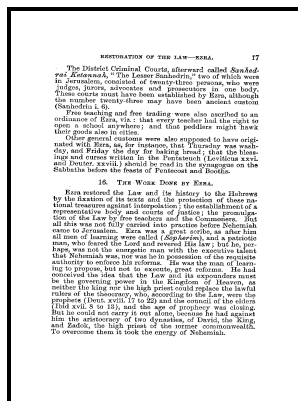 RESTORATION OF THE LAW—EZRA. 17
The District Criminal Courts, afterward called Sanhed-
rai Ketannah, "The Lesser Sanhedrin," two of which were
in Jerusalem, consisted of twenty-three persons, who were
judges, jurors, advocates and prosecutors in one body.
These courts must have been established by Ezra, although
the number twenty-three may have been ancient custom
(Sanhedrin i. 6).
Free teaching and free trading were also ascribed to an
ordinance of Ezra, viz.: that every teacher had the right to
open a school anywhere; and that peddlers might hawk
their goods also in cities.
Other general customs were also supposed to have origi-
nated with Ezra, as, for instance, that Thursday was wash-
day, and Friday the day for baking bread; that the bless-
ings and curses written in the Pentateuch (Leviticus xxvi.
and Deuter. xxviii.) should be read in the synagogue on the
Sabbaths before the feasts of Pentecost and Booths.
16. THE WORK DONE BY EZRA.
Ezra restored the Law and its history to the Hebrews
by the fixation of its texts and the protection of these na-
tional treasures against interpolation; the establishment of a
representative body and courts of justice; the promulga-
tion of the Law by free teachers and the Commoners. But
all this was not fully carried into practice before Nehemiah
came to Jerusalem. Ezra was a great scribe, as after him
all men of learning were called (Sopherim), and a patriotic
man, who feared the Lord and revered His law; but he, per-
haps, was not the energetic man with the executive talent
that Nehemiah was, nor was he in possession of the requisite
authority to enforce his reforms. He was the man of learn-
ing to propose, but not to execute, great reforms. He had
conceived the idea that the Law and its expounders must
be the governing power in the Kingdom of Heaven, as
neither the king nor the high priest could replace the lawful
rulers of the theocracy, who, according to the Law, were the
prophets (Deut. xviii. 17 to 22) and the council of the elders
(Ibid xvii. 8 to 13), and the age of prophecy was closing.
But he could not carry it out alone, because he had against
him the aristocracy of two dynasties, of David, the King,
and Zadok, the high priest of the former commonwealth.
To overcome them it took the energy of Nehemiah.